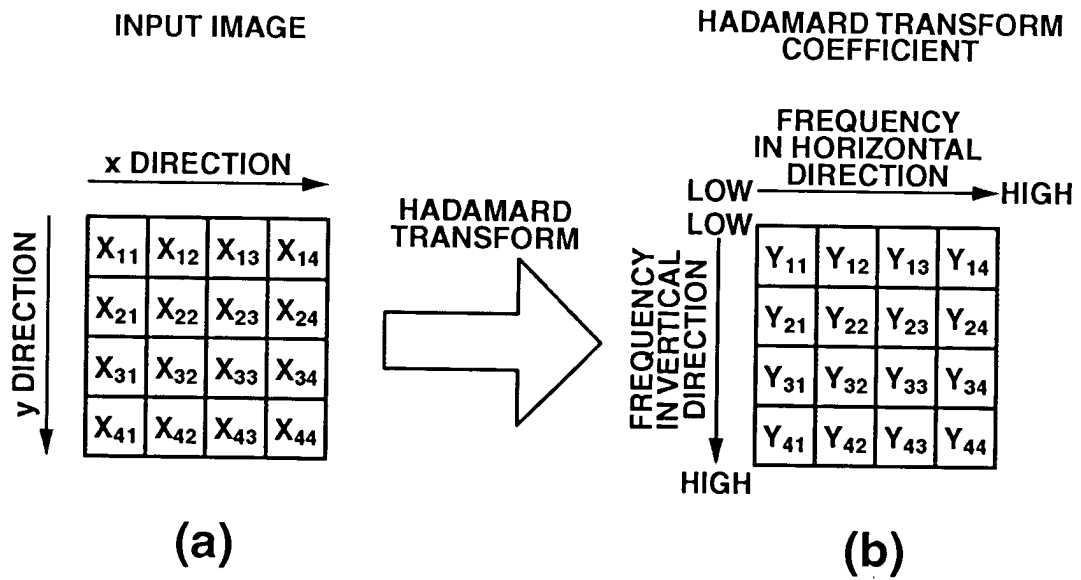 INPUT IMAGE
x DIRECTION
y DIRECTION
X11 X12 X13 X14
X21 X22 X23 X24
X31 X32 X33 X34
X41 X42 X43 X44
(a)
HADAMARD
TRANSFORM
HADAMARD TRANSFORM
COEFFICIENT
FREQUENCY
IN HORIZONTAL
DIRECTION
LOW
HIGH
LOW
FREQUENCY
IN VERTICAL
DIRECTION
HIGH
Y11 Y12 Y13 Y14
Y21 Y22 Y23 Y24
Y31 Y32 Y33 Y34
Y41 Y42 Y43 Y44
(b)